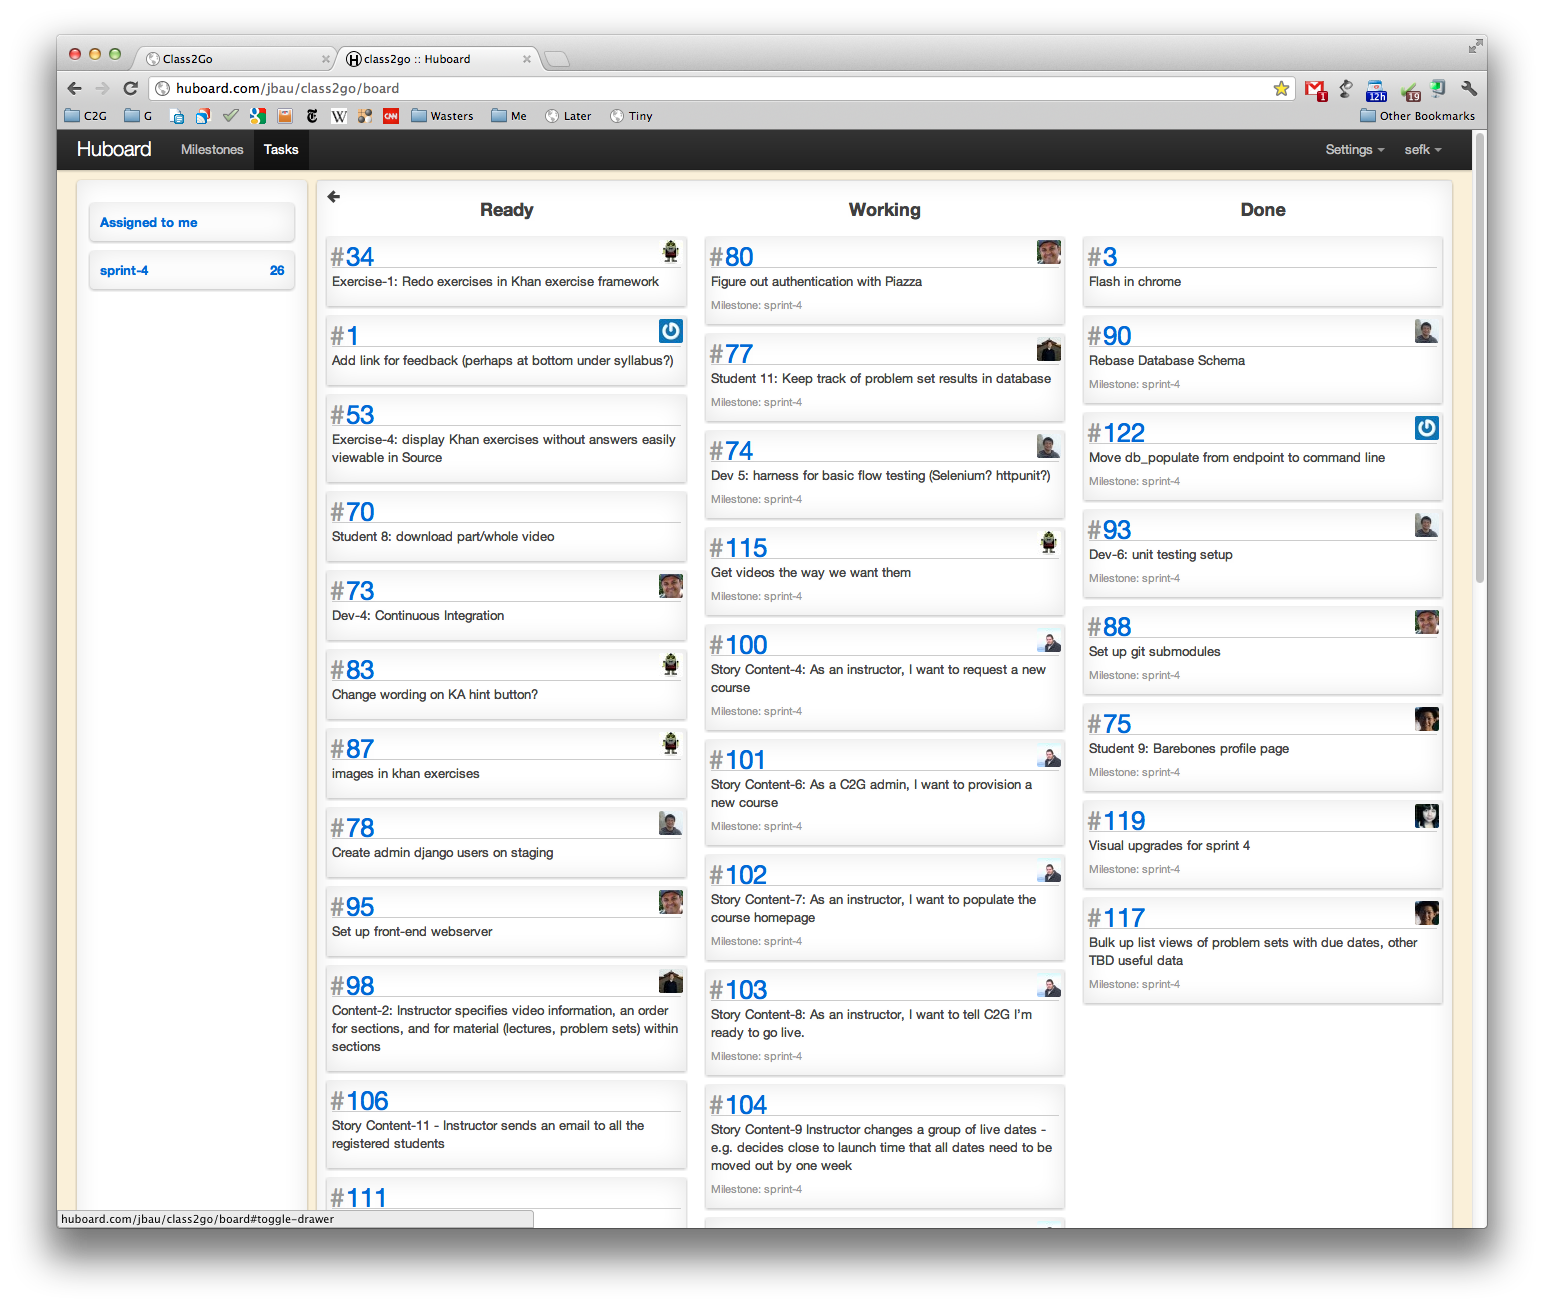 Class2Go
class2go :: Huboard
huboard.com/jbau/class2go/board
1
12h
19
C2G
G
CNN
Wasters
Me
Later
Tiny
Other Bookmarks
Huboard
Milestones
Tasks
Settings
sefk
Assigned to me
sprint-4 26
Ready
#34
Exercise-1: Redo exercises in Khan exercise framework
#1
Add link for feedback (perhaps at bottom under syllabus?)
#53
Exercise-4: display Khan exercises without answers easily
viewable in Source
#70
Student 8: download part/whole video
#73
Dev-4: Continuous Integration
#83
Change wording on KA hint button?
#87
images in khan exercises
#78
Create admin django users on staging
#95
Set up front-end webserver
#98
Content-2: Instructor specifies video information, an order
for sections, and for material (lectures, problem sets) within
sections
#106
Story Content-11 - Instructor sends an email to all the
registered students
#111
Working
#80
Figure out authentication with Piazza
Milestone: sprint-4
#77
Student 11: Keep track of problem set results in database
Milestone: sprint-4
#74
Dev 5: harness for basic flow testing (Selenium? httpunit?)
Milestone: sprint-4
#115
Get videos the way we want them
Milestone: sprint-4
#100
Story Content-4: As an instructor, I want to request a new
course
Milestone: sprint-4
#101
Story Content-6: As a C2G admin, I want to provision a
new course
Milestone: sprint-4
#102
Story Content-7: As an instructor, I want to populate the
course homepage
Milestone: sprint-4
#103
Story Content-8: As an instructor, I want to tell C2G I'm
ready to go live.
Milestone: sprint-4
#104
Story Content-9 Instructor changes a group of live dates -
e.g. decides close to launch time that all dates need to be
moved out by one week
Milestone: sprint-4
Done
#3
Flash in chrome
#90
Rebase Database Schema
Milestone: sprint-4
#122
Move db_populate from endpoint to command line
Milestone: sprint-4
#93
Dev-6: unit testing setup
Milestone: sprint-4
#88
Set up git submodules
Milestone: sprint-4
#75
Student 9: Barebones profile page
Milestone: sprint-4
#119
Visual upgrades for sprint 4
Milestone: sprint-4
#117
Bulk up list views of problem sets with due dates, other
TBD useful data
Milestone: sprint-4
huboard.com/jbau/class2go/board#toggle-drawer